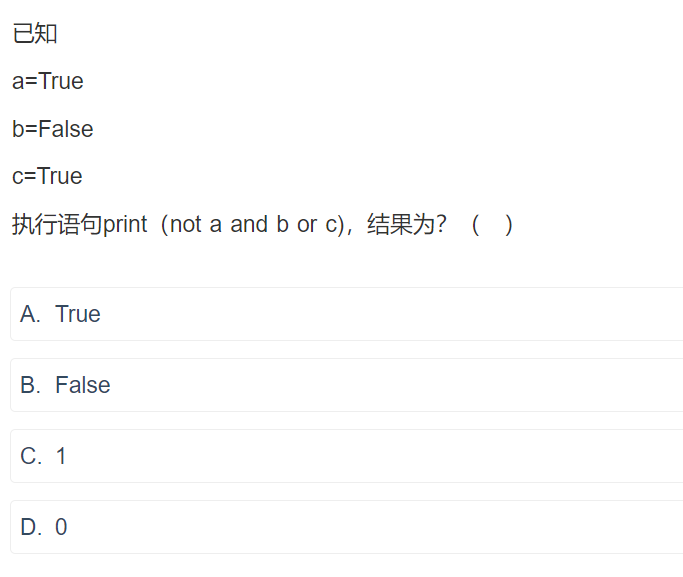 已知
a=True
b=False
c=True
执行语句print（not a and b or c)，结果为？（　）
A. True
B. False
C. 1
D. 0